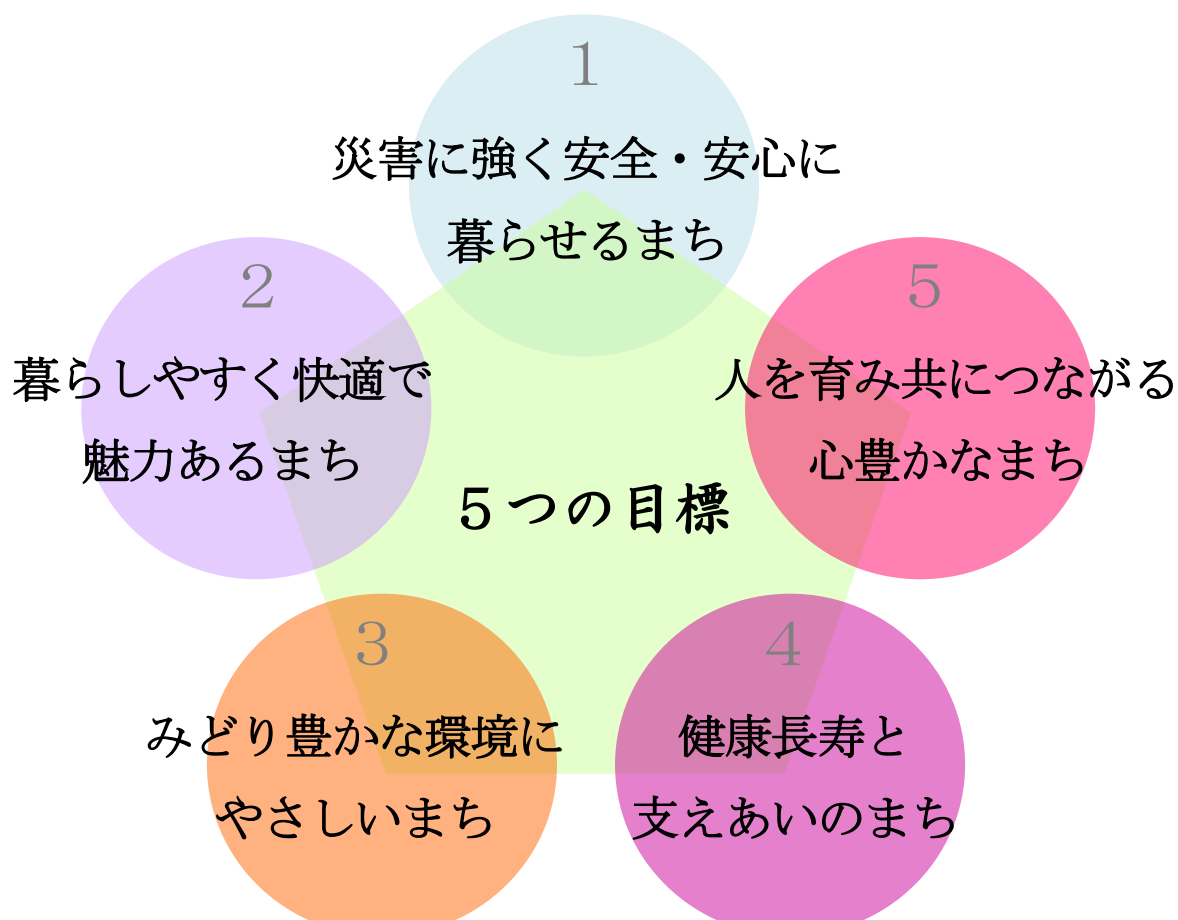 1
災害に強く安全・安心に
暮らせるまち
2
暮らしやすく快適で
魅力あるまち
5
人を育み共につながる
心豊かなまち
５つの目標
3
みどり豊かな環境に
やさしいまち
4
健康長寿と
支えあいのまち